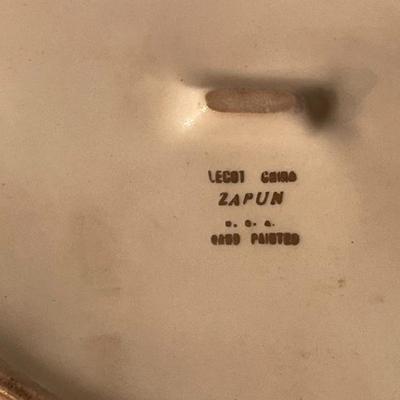 LECOT China
ZAPUN
U. S. A.
HAND PAINTED